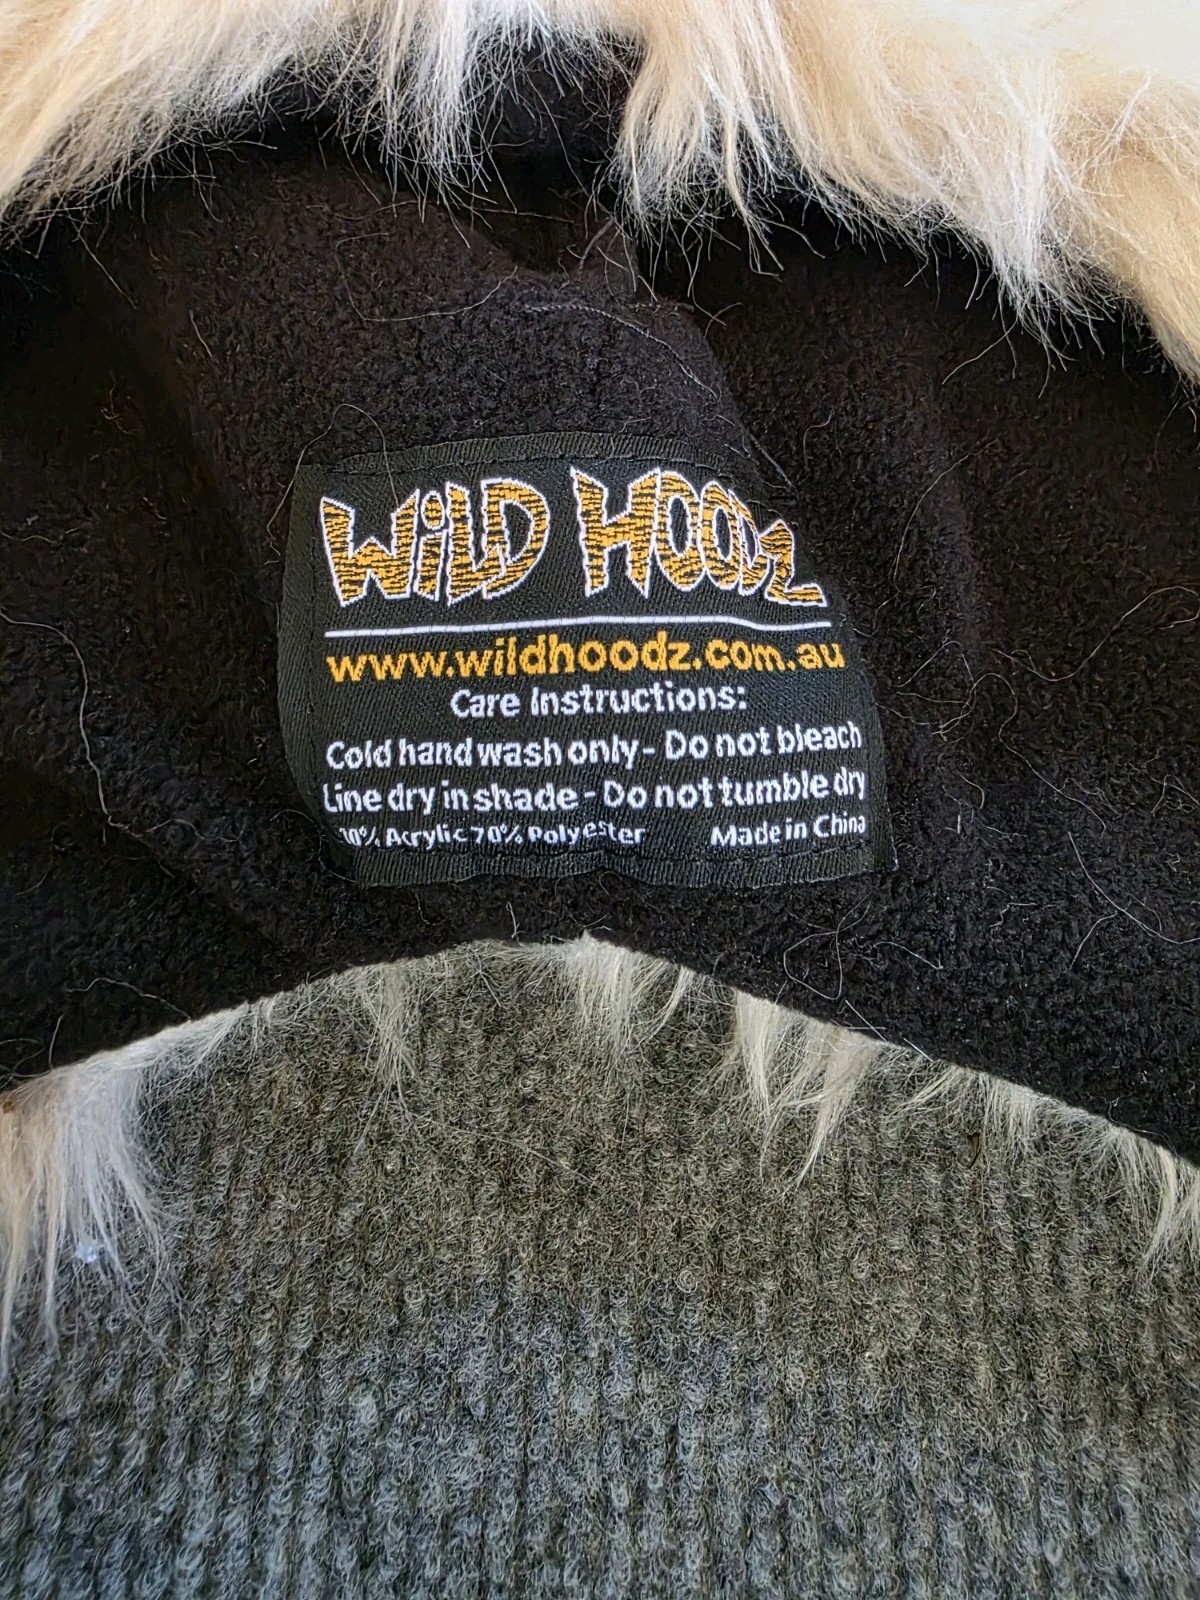 WiLD HOODZ
www.wildhoodz.com.au
Care Instructions:
Cold hand wash only - Do not bleach
Line dry in shade - Do not tumble dry
Acrylic 70% Polyester Made in China